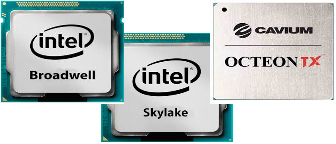 intel
Broadwell
intel
Skylake
CAVIUM
OCTEON TX